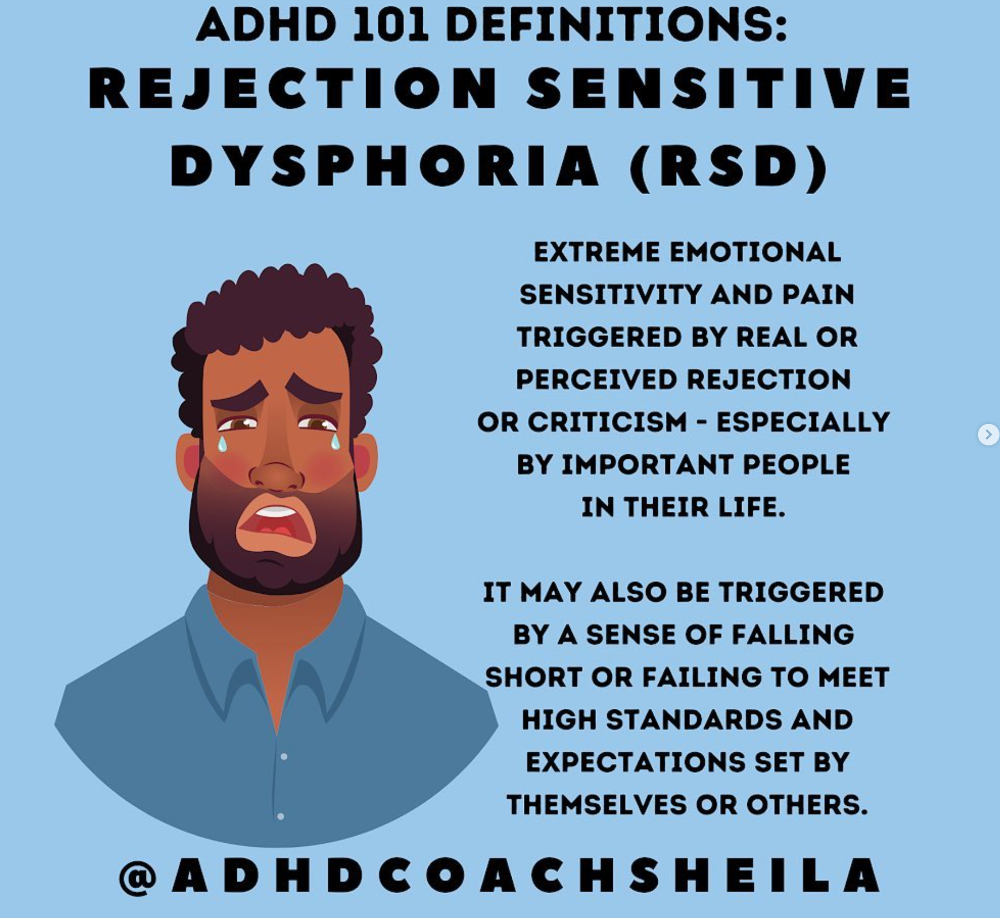 ADHD 101 DEFINITIONS:
REJECTION SENSITIVE
DYSPHORIA (RSD)
EXTREME EMOTIONAL
SENSITIVITY AND PAIN
TRIGGERED BY REAL OR
PERCEIVED REJECTION
OR CRITICISM - ESPECIALLY
BY IMPORTANT PEOPLE
IN THEIR LIFE.
IT MAY ALSO BE TRIGGERED
BY A SENSE OF FALLING
SHORT OR FAILING TO MEET
HIGH STANDARDS AND
EXPECTATIONS SET BY
THEMSELVES OR OTHERS.
@ADHDCOACHSHEILA